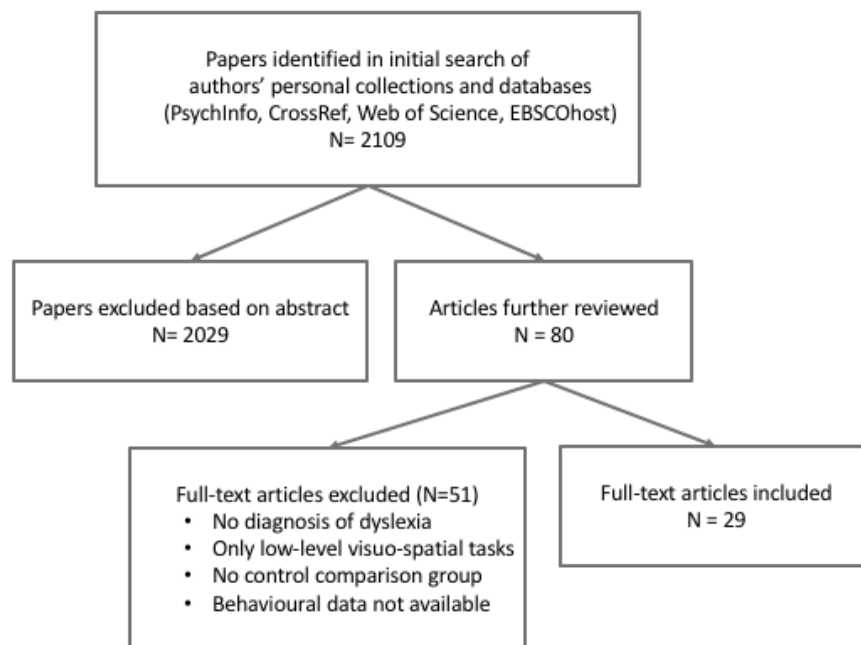 Papers identified in initial search of
authors' personal collections and databases
(PsychInfo, CrossRef, Web of Science, EBSCOhost)
N= 2109
Papers excluded based on abstract
N= 2029
Articles further reviewed
N = 80
Full-text articles excluded (N=51)
• No diagnosis of dyslexia
• Only low-level visuo-spatial tasks
• No control comparison group
• Behavioural data not available
Full-text articles included
N = 29